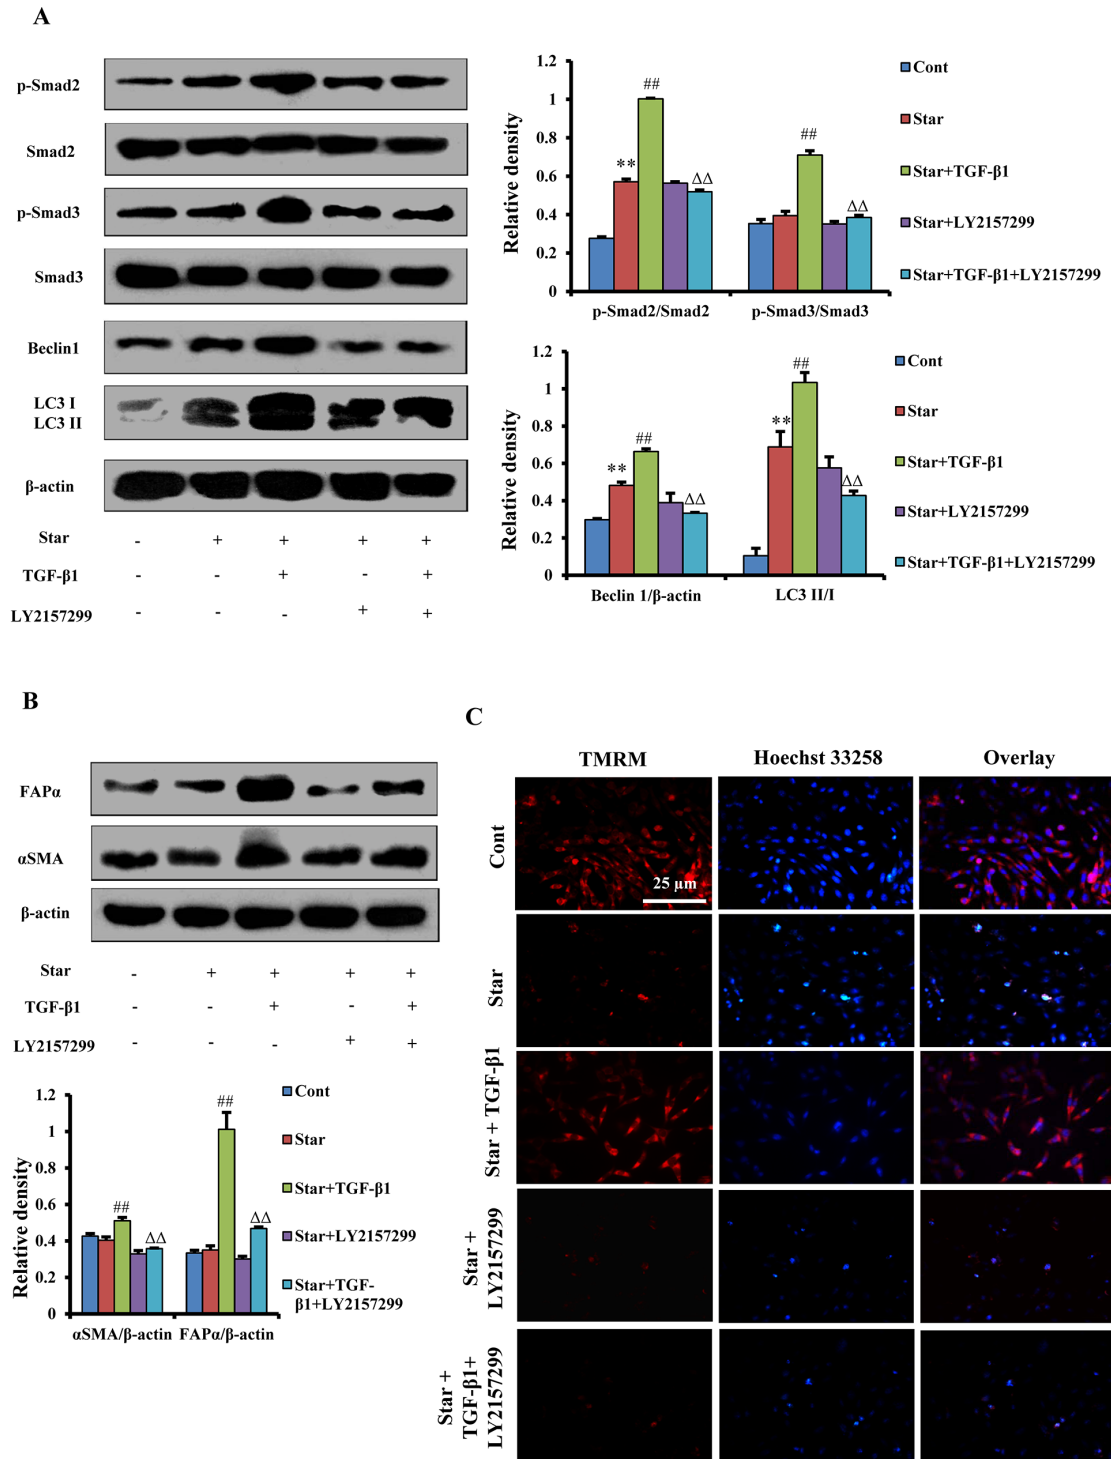 A
p-Smad2
Smad2
p-Smad3
Smad3
Beclin1
LC3 I
LC3 II
β-actin
Star - + + + +
TGF-β1 - - + - +
LY2157299 - - - + +
Relative density
1.2
1
0.8
0.6
0.4
0.2
0
**
##
ΔΔ
##
ΔΔ
p-Smad2/Smad2 p-Smad3/Smad3
Cont
Star
Star+TGF-β1
Star+LY2157299
Star+TGF-β1+LY2157299
Relative density
1.2
1
0.8
0.6
0.4
0.2
0
**
##
ΔΔ
**
##
ΔΔ
Beclin 1/β-actin LC3 II/I
Cont
Star
Star+TGF-β1
Star+LY2157299
Star+TGF-β1+LY2157299
B
FAPα
αSMA
β-actin
Star - + + + +
TGF-β1 - - + - +
LY2157299 - - - + +
Relative density
1.2
1
0.8
0.6
0.4
0.2
0
##
ΔΔ
##
ΔΔ
αSMA/β-actin FAPα/β-actin
Cont
Star
Star+TGF-β1
Star+LY2157299
Star+TGF-
β1+LY2157299
C
TMRM Hoechst 33258 Overlay
Cont
25 µm
Star
Star + TGF-β1
Star +
LY2157299
Star +
TGF-β1+
LY2157299